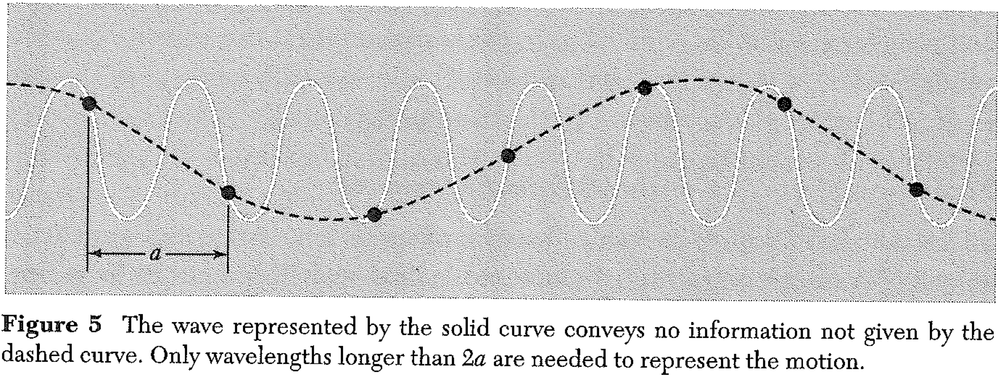 a
Figure 5 The wave represented by the solid curve conveys no information not given by the
dashed curve. Only wavelengths longer than 2a are needed to represent the motion.